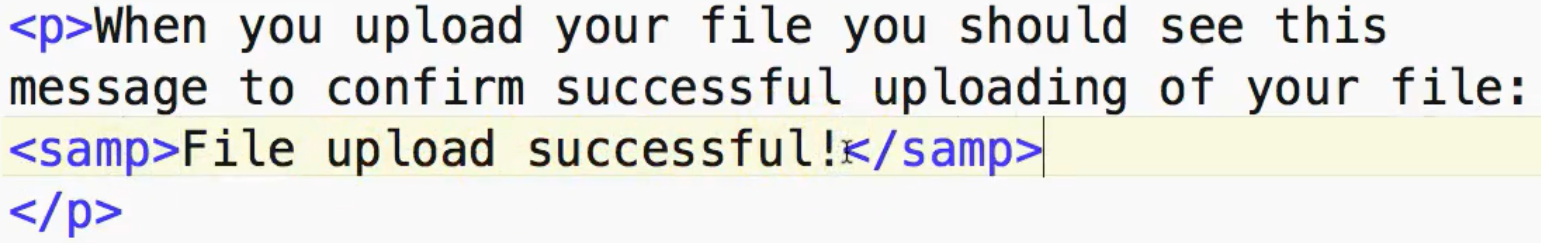 <p>When you upload your file you should see this
message to confirm successful uploading of your file:
<samp>File upload successful!</samp>
</p>